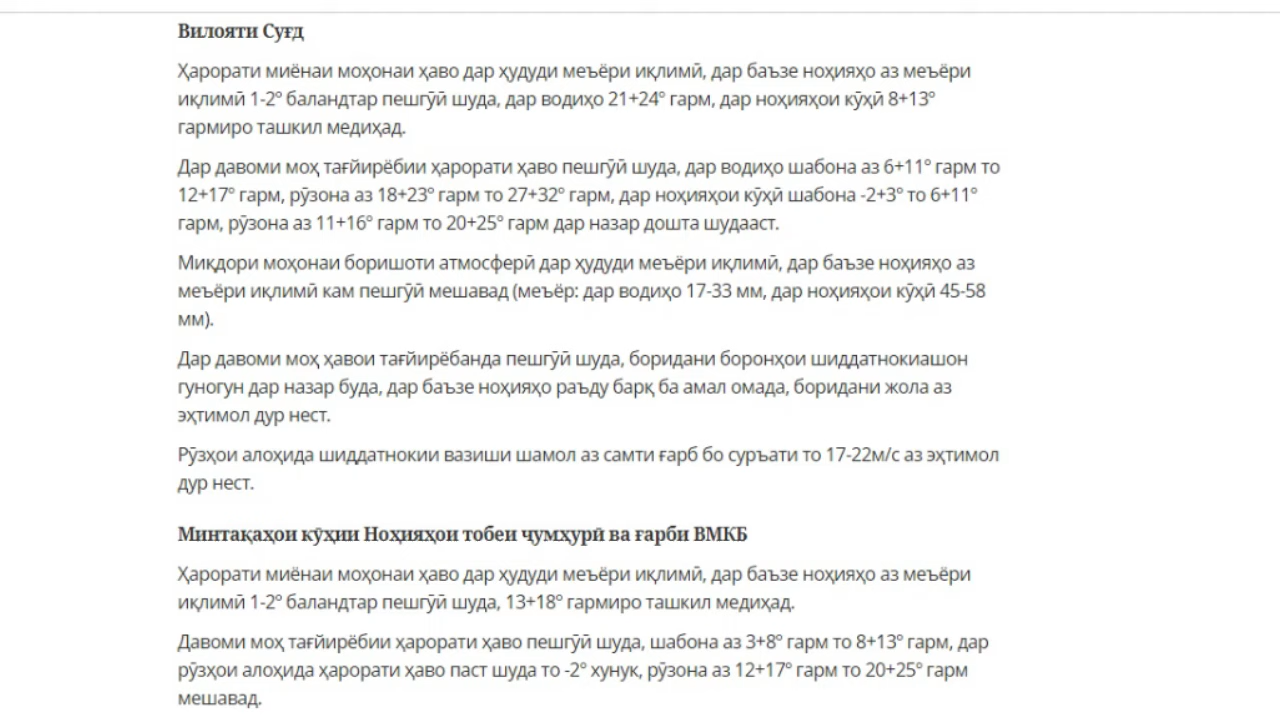 Вилояти Суғд
Ҳарорати миёнаи моҳонаи ҳаво дар ҳудуди меъёри иқлимӣ, дар баъзе ноҳияҳо аз меъёри
иқлимӣ 1-2° баландтар пешгӯӣ шуда, дар водиҳо 21+24° гарм, дар ноҳияҳои кӯҳӣ 8+13°
гармиро ташкил медиҳад.
Дар давоми моҳ тағйирёбии ҳарорати ҳаво пешгӯӣ шуда, дар водиҳо шабона аз 6+11° гарм то
12+17° гарм, рӯзона аз 18+23° гарм то 27+32° гарм, дар ноҳияҳои кӯҳӣ шабона -2+3° то 6+11°
гарм, рӯзона аз 11+16° гарм то 20+25° гарм дар назар дошта шудааст.
Миқдори моҳонаи боришоти атмосферӣ дар ҳудуди меъёри иқлимӣ, дар баъзе ноҳияҳо аз
меъёри иқлимӣ кам пешгӯӣ мешавад (меъёр: дар водиҳо 17-33 мм, дар ноҳияҳои кӯҳӣ 45-58
мм).
Дар давоми моҳ ҳавои тағйирёбанда пешгӯӣ шуда, боридани боронҳои шиддатнокиашон
гуногун дар назар буда, дар баъзе ноҳияҳо раъду барқ ба амал омада, боридани жола аз
эҳтимол дур нест.
Рӯзҳои алоҳида шиддатнокии вазиши шамол аз самти ғарб бо суръати то 17-22м/с аз эҳтимол
дур нест.
Минтақаҳои кӯҳии Ноҳияҳои тобеи ҷумҳурӣ ва ғарби ВМКБ
Ҳарорати миёнаи моҳонаи ҳаво дар ҳудуди меъёри иқлимӣ, дар баъзе ноҳияҳо аз меъёри
иқлимӣ 1-2° баландтар пешгӯӣ шуда, 13+18° гармиро ташкил медиҳад.
Давоми моҳ тағйирёбии ҳарорати ҳаво пешгӯӣ шуда, шабона аз 3+8° гарм то 8+13° гарм, дар
рӯзҳои алоҳида ҳарорати ҳаво паст шуда то -2° хунук, рӯзона аз 12+17° гарм то 20+25° гарм
мешавад.